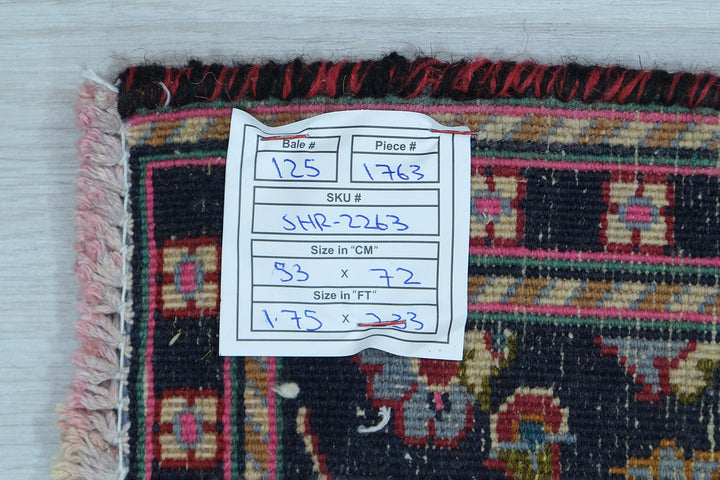 Bale # Piece #
125 1763
SKU #
SHR-2263
Size in "CM"
53 x 72
Size in "FT"
1.75 x 2.33